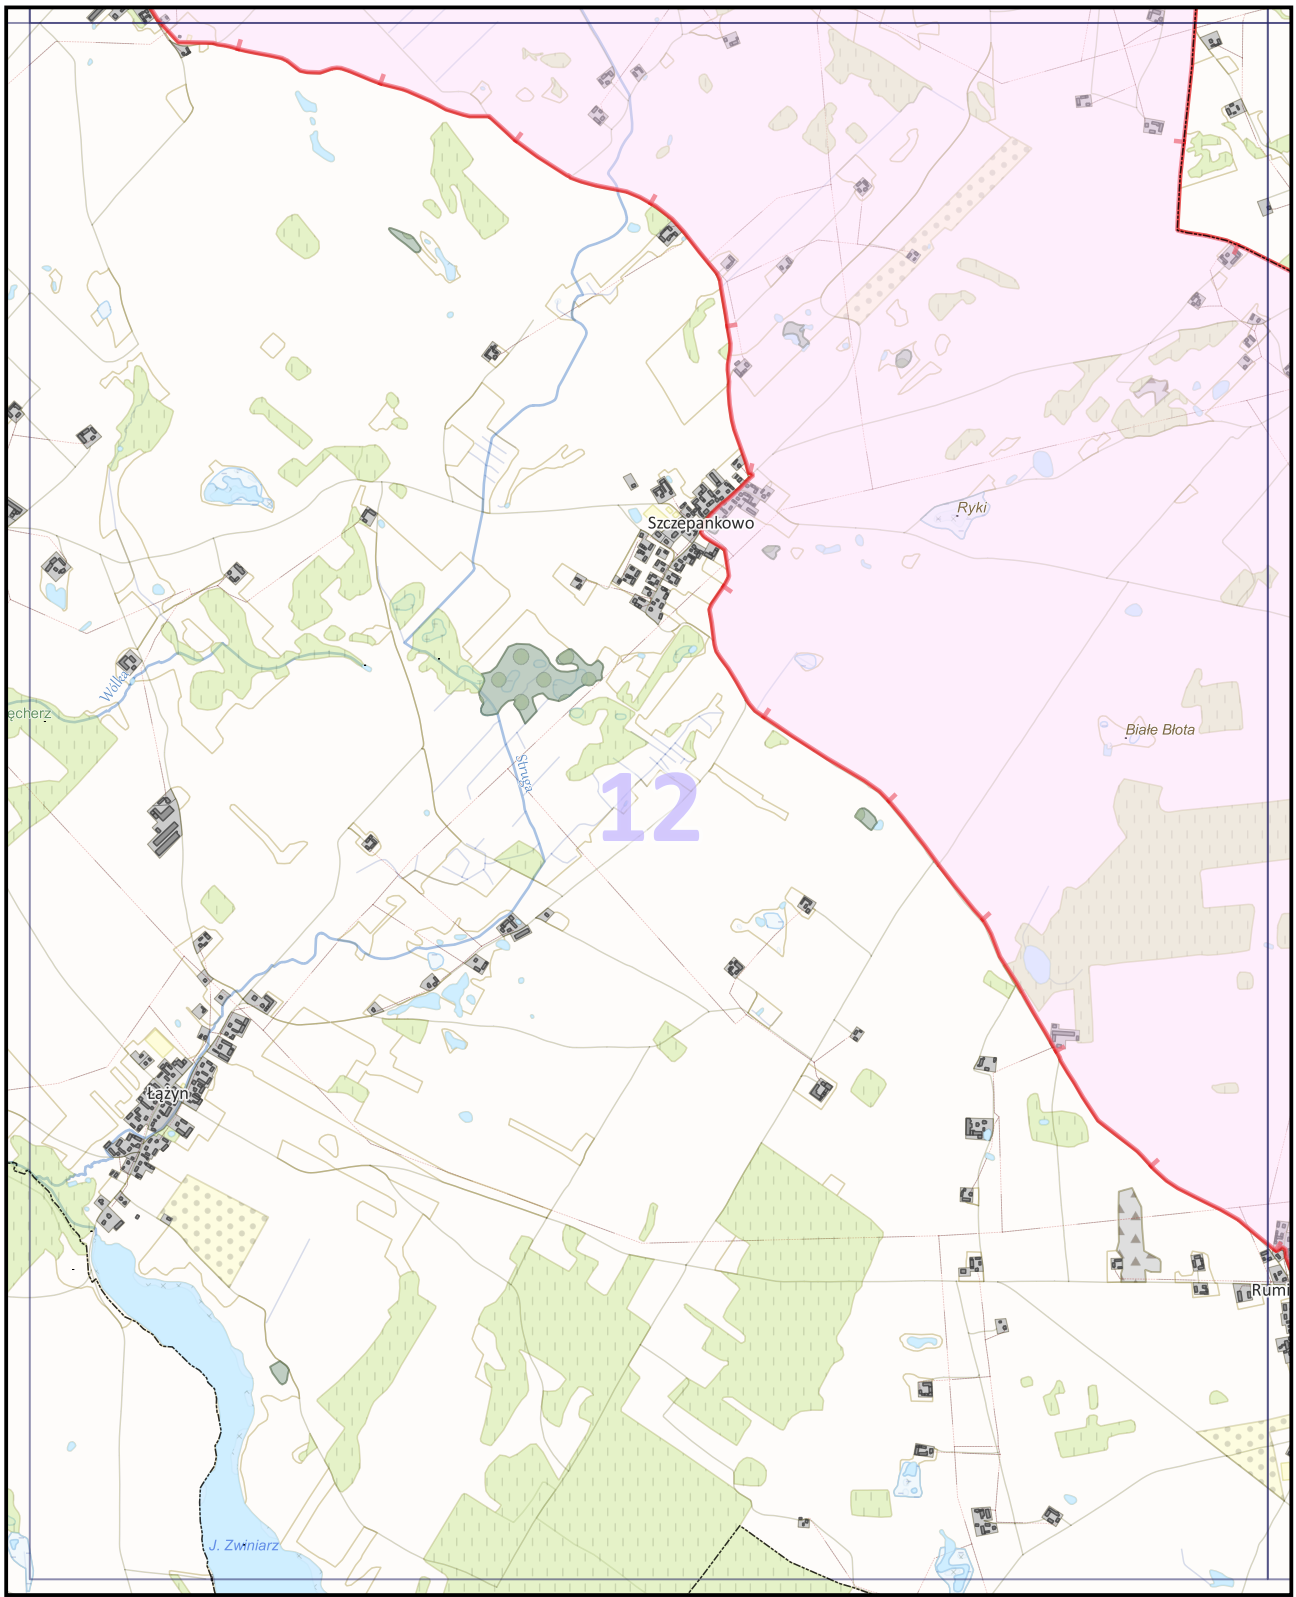 Szczepankowo
Ryki
Wólka
ęcherz
Białe Błota
Struga
12
Łążyn
Rumi
J. Zwiniarz